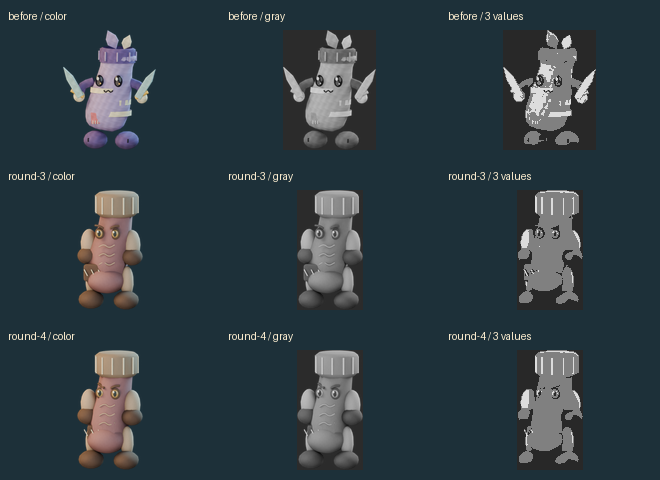 before / color
before / gray
before / 3 values
round-3 / color
round-3 / gray
round-3 / 3 values
round-4 / color
round-4 / gray
round-4 / 3 values